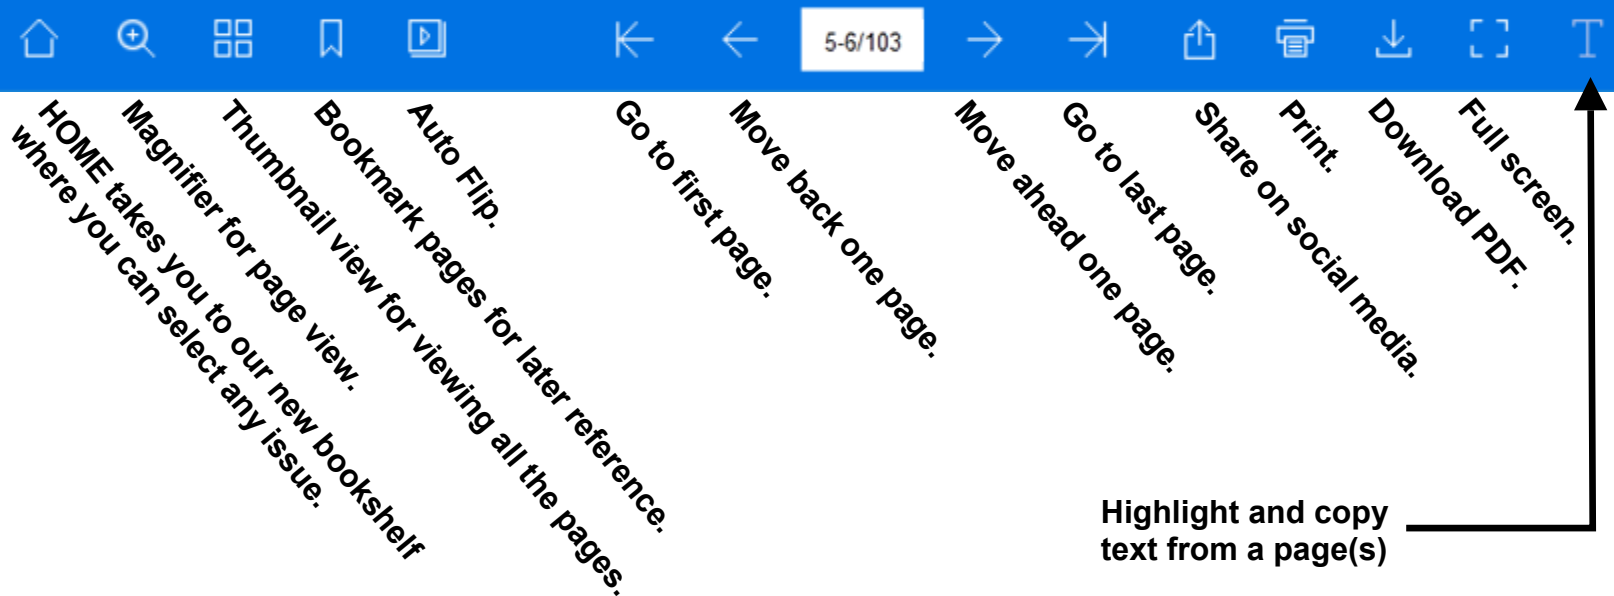 5-6/103
T
HOME takes you to our new bookshelf
where you can select any issue.
Magnifier for page view.
Thumbnail view for viewing all the pages.
Bookmark pages for later reference.
Auto Flip.
Go to first page.
Move back one page.
Move ahead one page.
Go to last page.
Share on social media.
Print.
Download PDF.
Full screen.
Highlight and copy
text from a page(s)